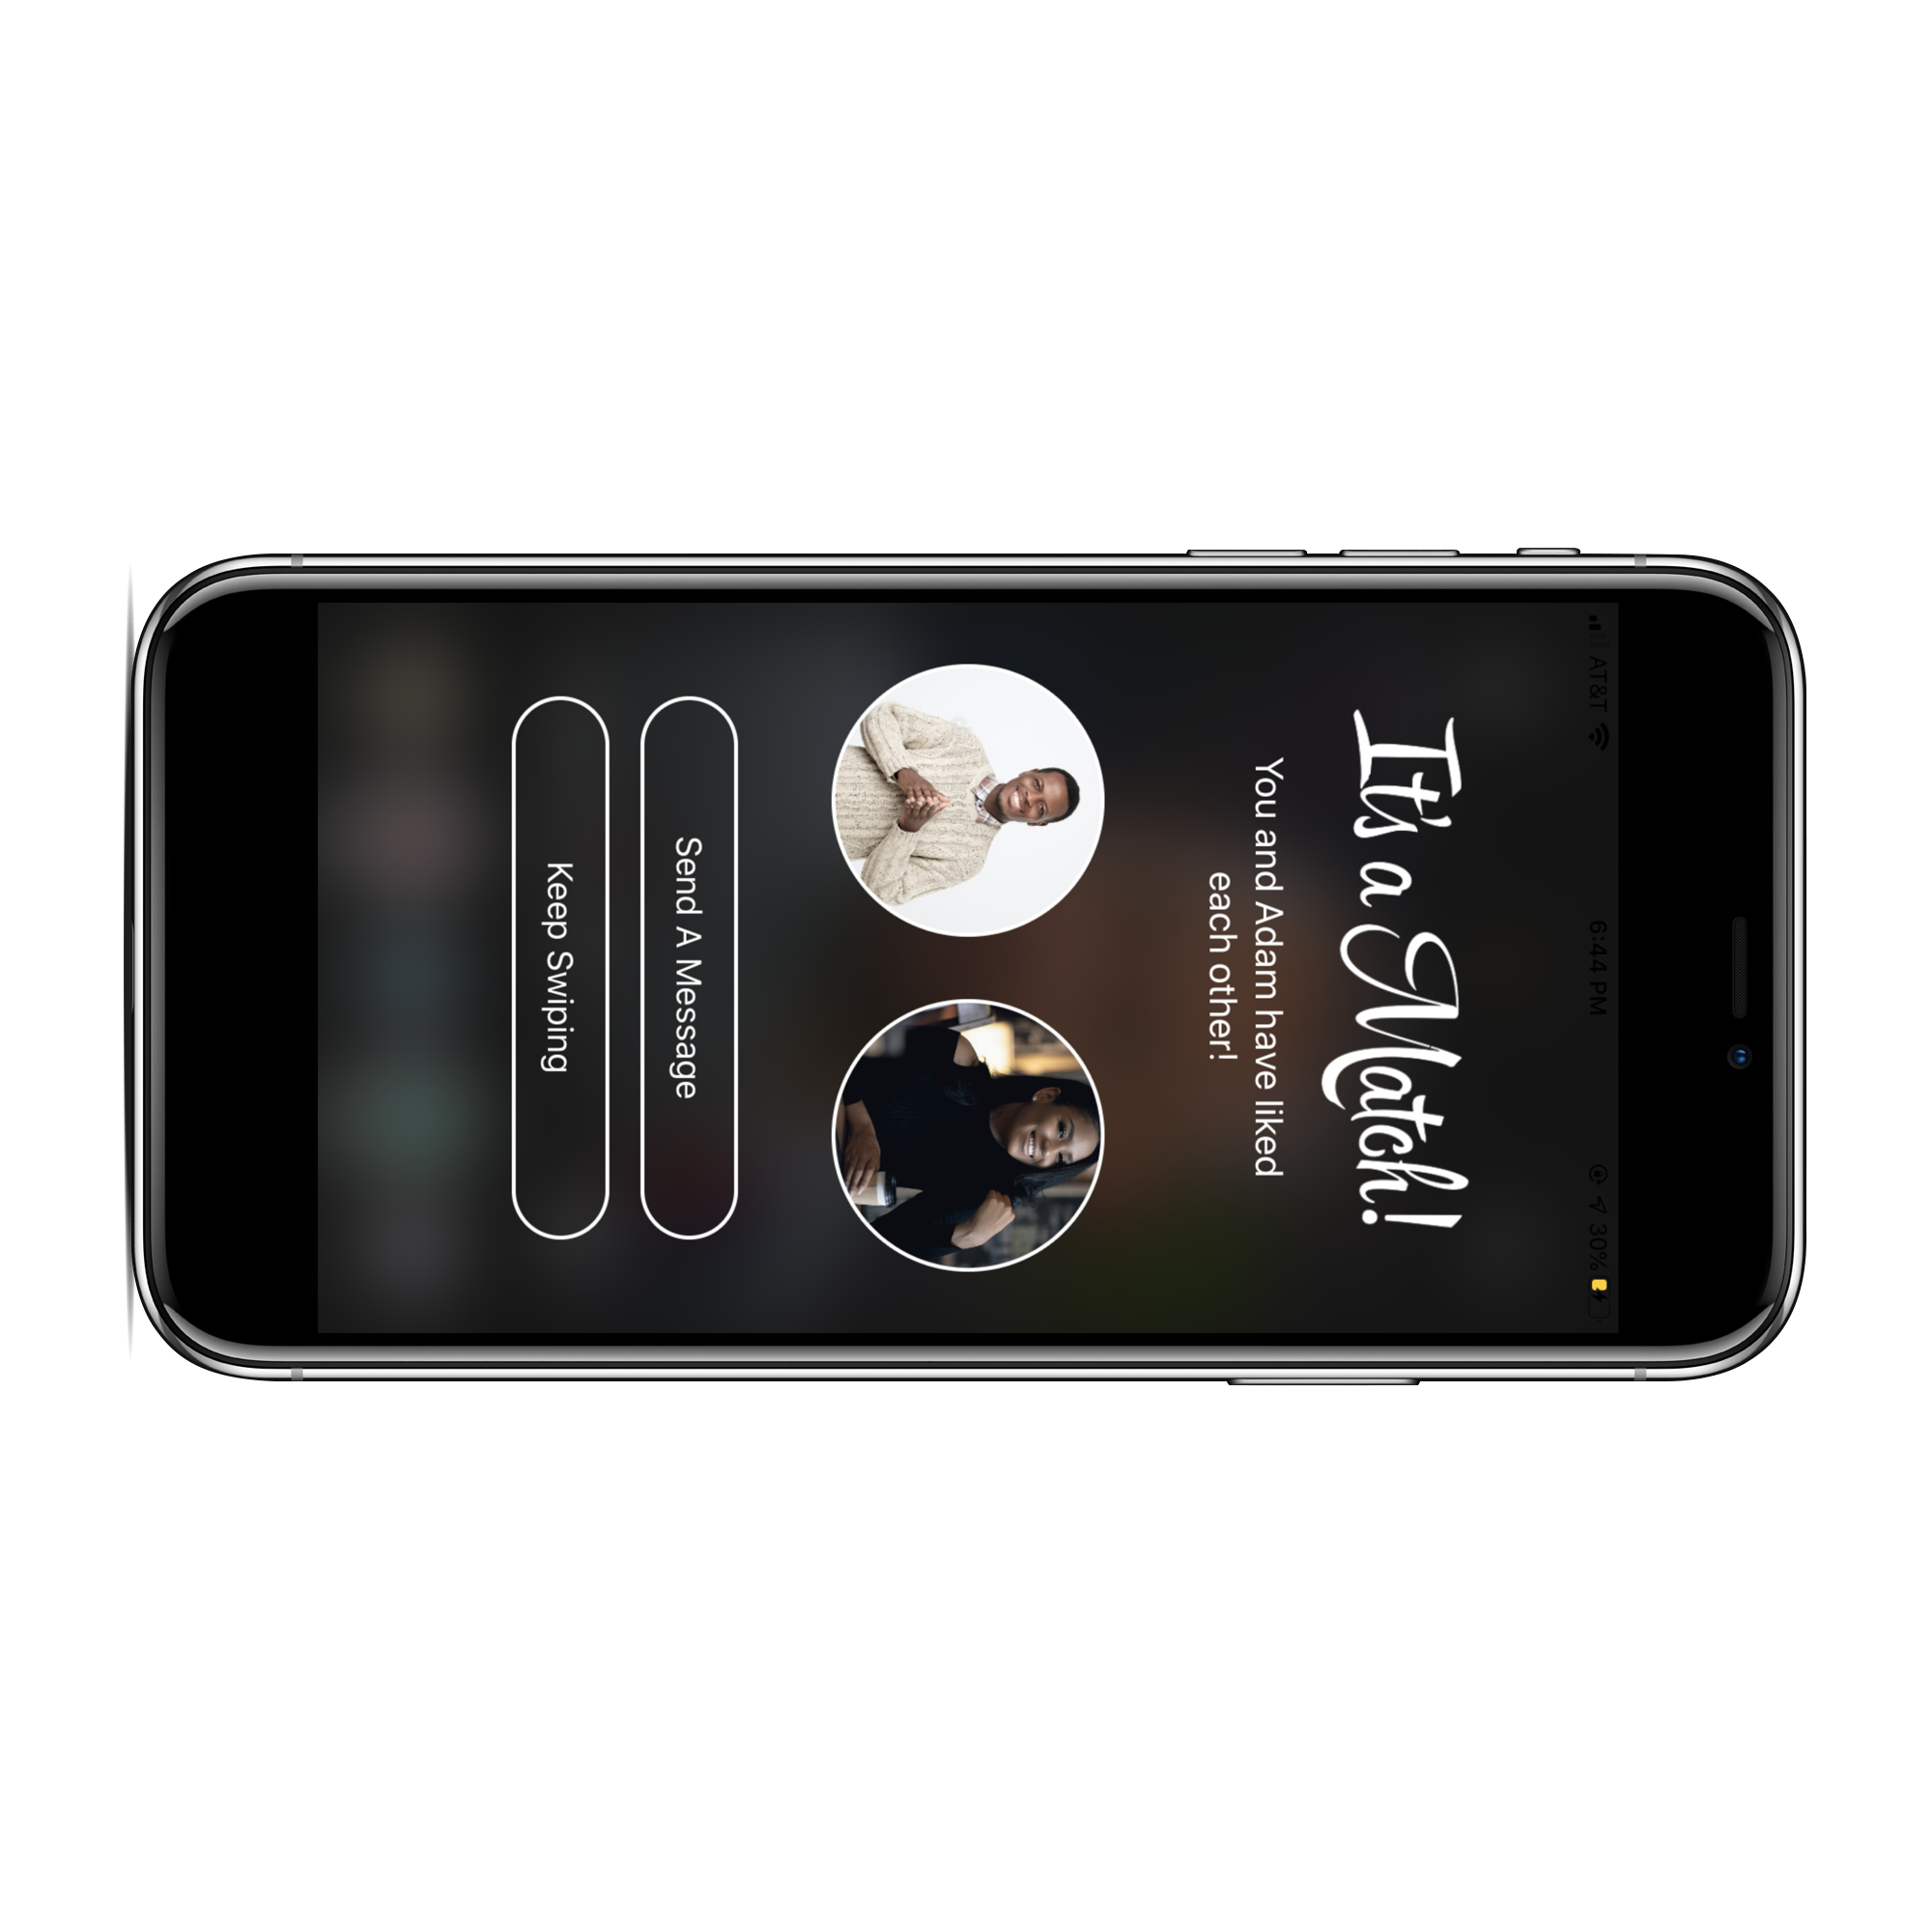 AT&T 6:44 PM 30%
It's a Match!
You and Adam have liked
each other!
Send A Message
Keep Swiping